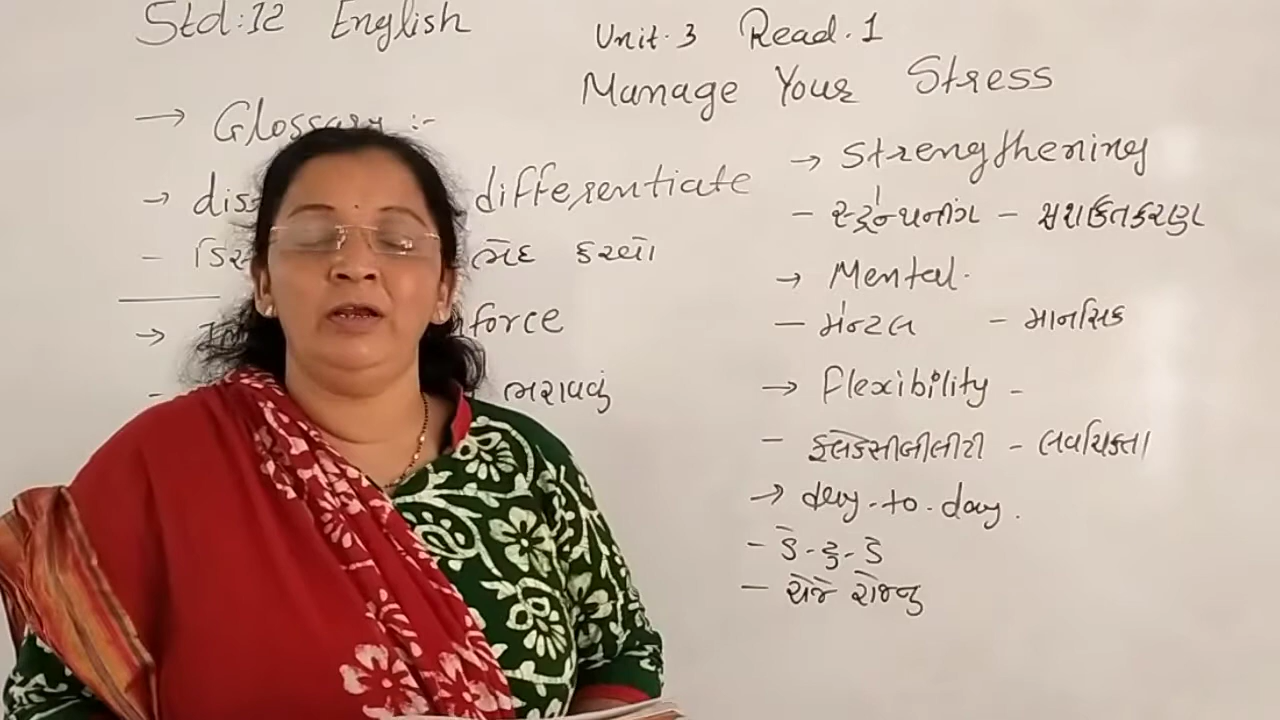 Std:12 English
Unit.3 Read.1
Manage Your Stress
→ Glossary :-
→ differentiate
- ભેદ કરવો
→ force
- ભરાવવું
→ Strengthening
- સ્ટ્રેન્થનીંગ - સશક્તિકરણ
→ Mental.
- મેન્ટલ - માનસિક
→ flexibility -
- ફ્લેક્સીબીલીટી - લવચિકતા
→ day-to-day.
- ડે-ટુ-ડે
- રોજે રોજનુ